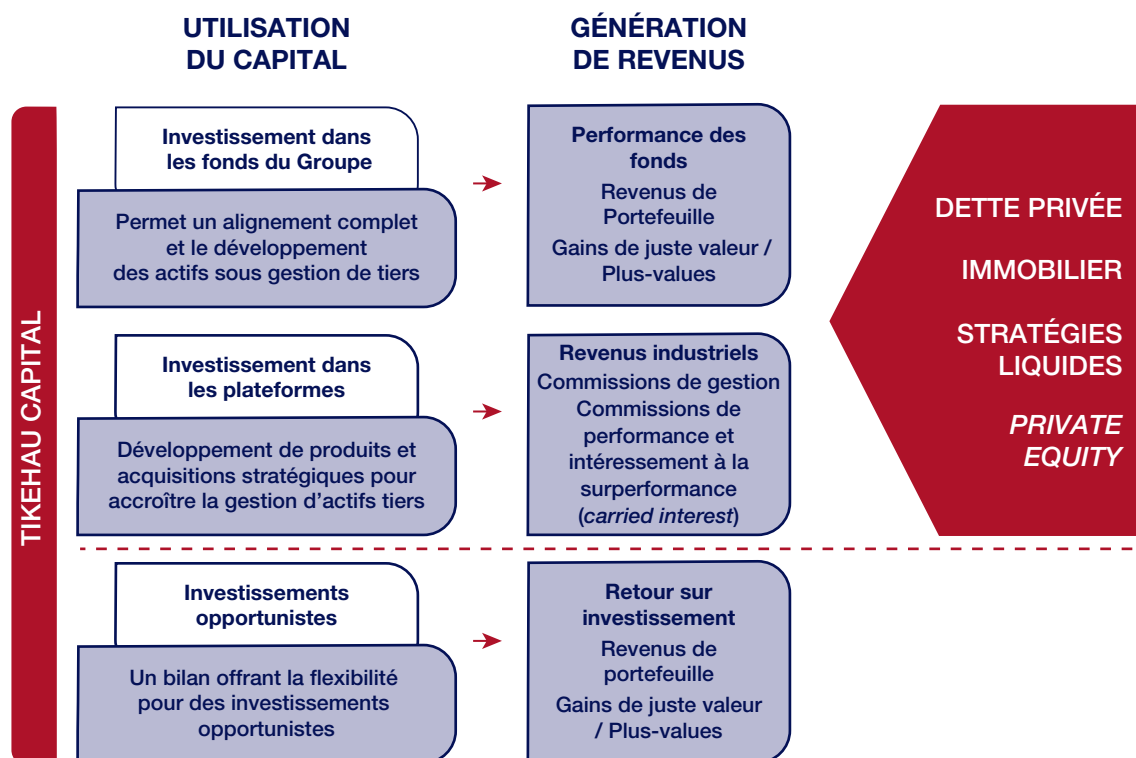 UTILISATION
DU CAPITAL
GÉNÉRATION
DE REVENUS
TIKEHAU CAPITAL
Investissement dans
les fonds du Groupe
Permet un alignement complet
et le développement
des actifs sous gestion de tiers
Performance des
fonds
Revenus de
Portefeuille
Gains de juste valeur /
Plus-values
Investissement dans
les plateformes
Développement de produits et
acquisitions stratégiques pour
accroître la gestion d'actifs tiers
Revenus industriels
Commissions de gestion
Commissions de
performance et
intéressement à la
surperformance
(carried interest)
Investissements
opportunistes
Un bilan offrant la flexibilité
pour des investissements
opportunistes
Retour sur
investissement
Revenus de
portefeuille
Gains de juste valeur
/ Plus-values
DETTE PRIVÉE
IMMOBILIER
STRATÉGIES
LIQUIDES
PRIVATE
EQUITY